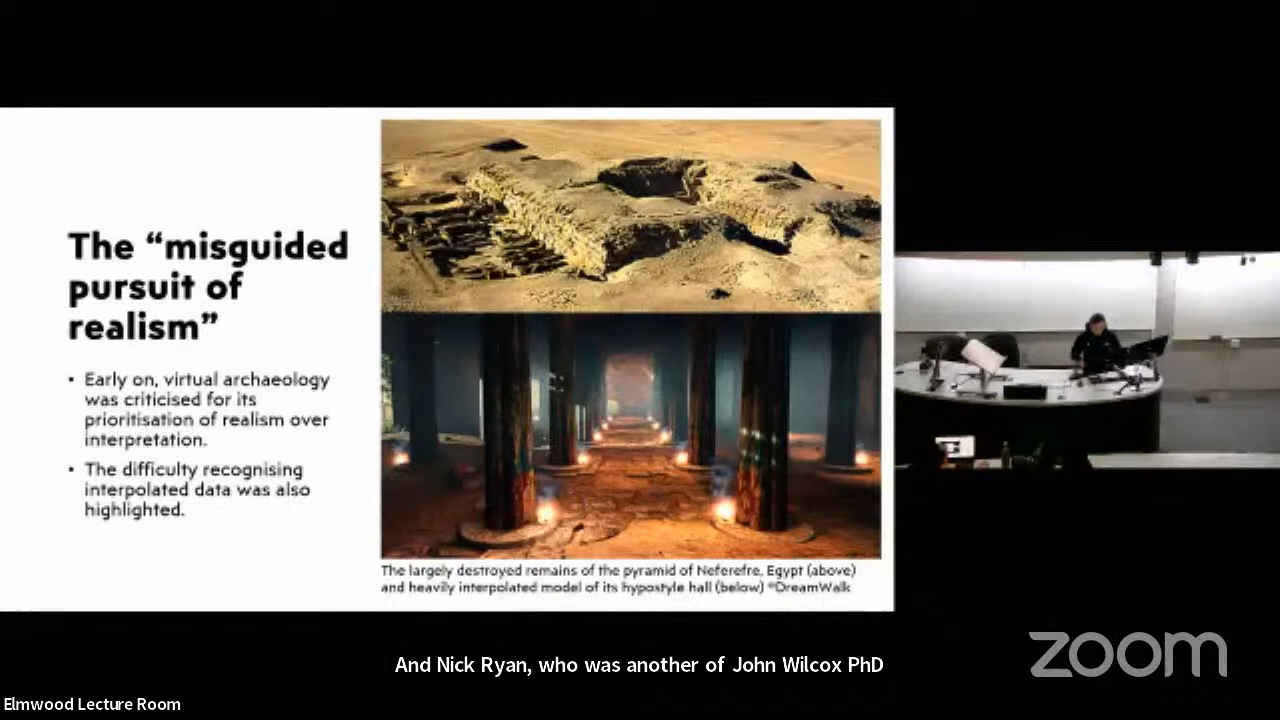 The “misguided
pursuit of
realism”
• Early on, virtual archaeology
was criticised for its
prioritisation of realism over
interpretation.
• The difficulty recognising
interpolated data was also
highlighted.
The largely destroyed remains of the pyramid of Neferefre, Egypt (above)
and heavily interpolated model of its hypostyle hall (below) ©DreamWalk
And Nick Ryan, who was another of John Wilcox PhD
zoom
Elmwood Lecture Room